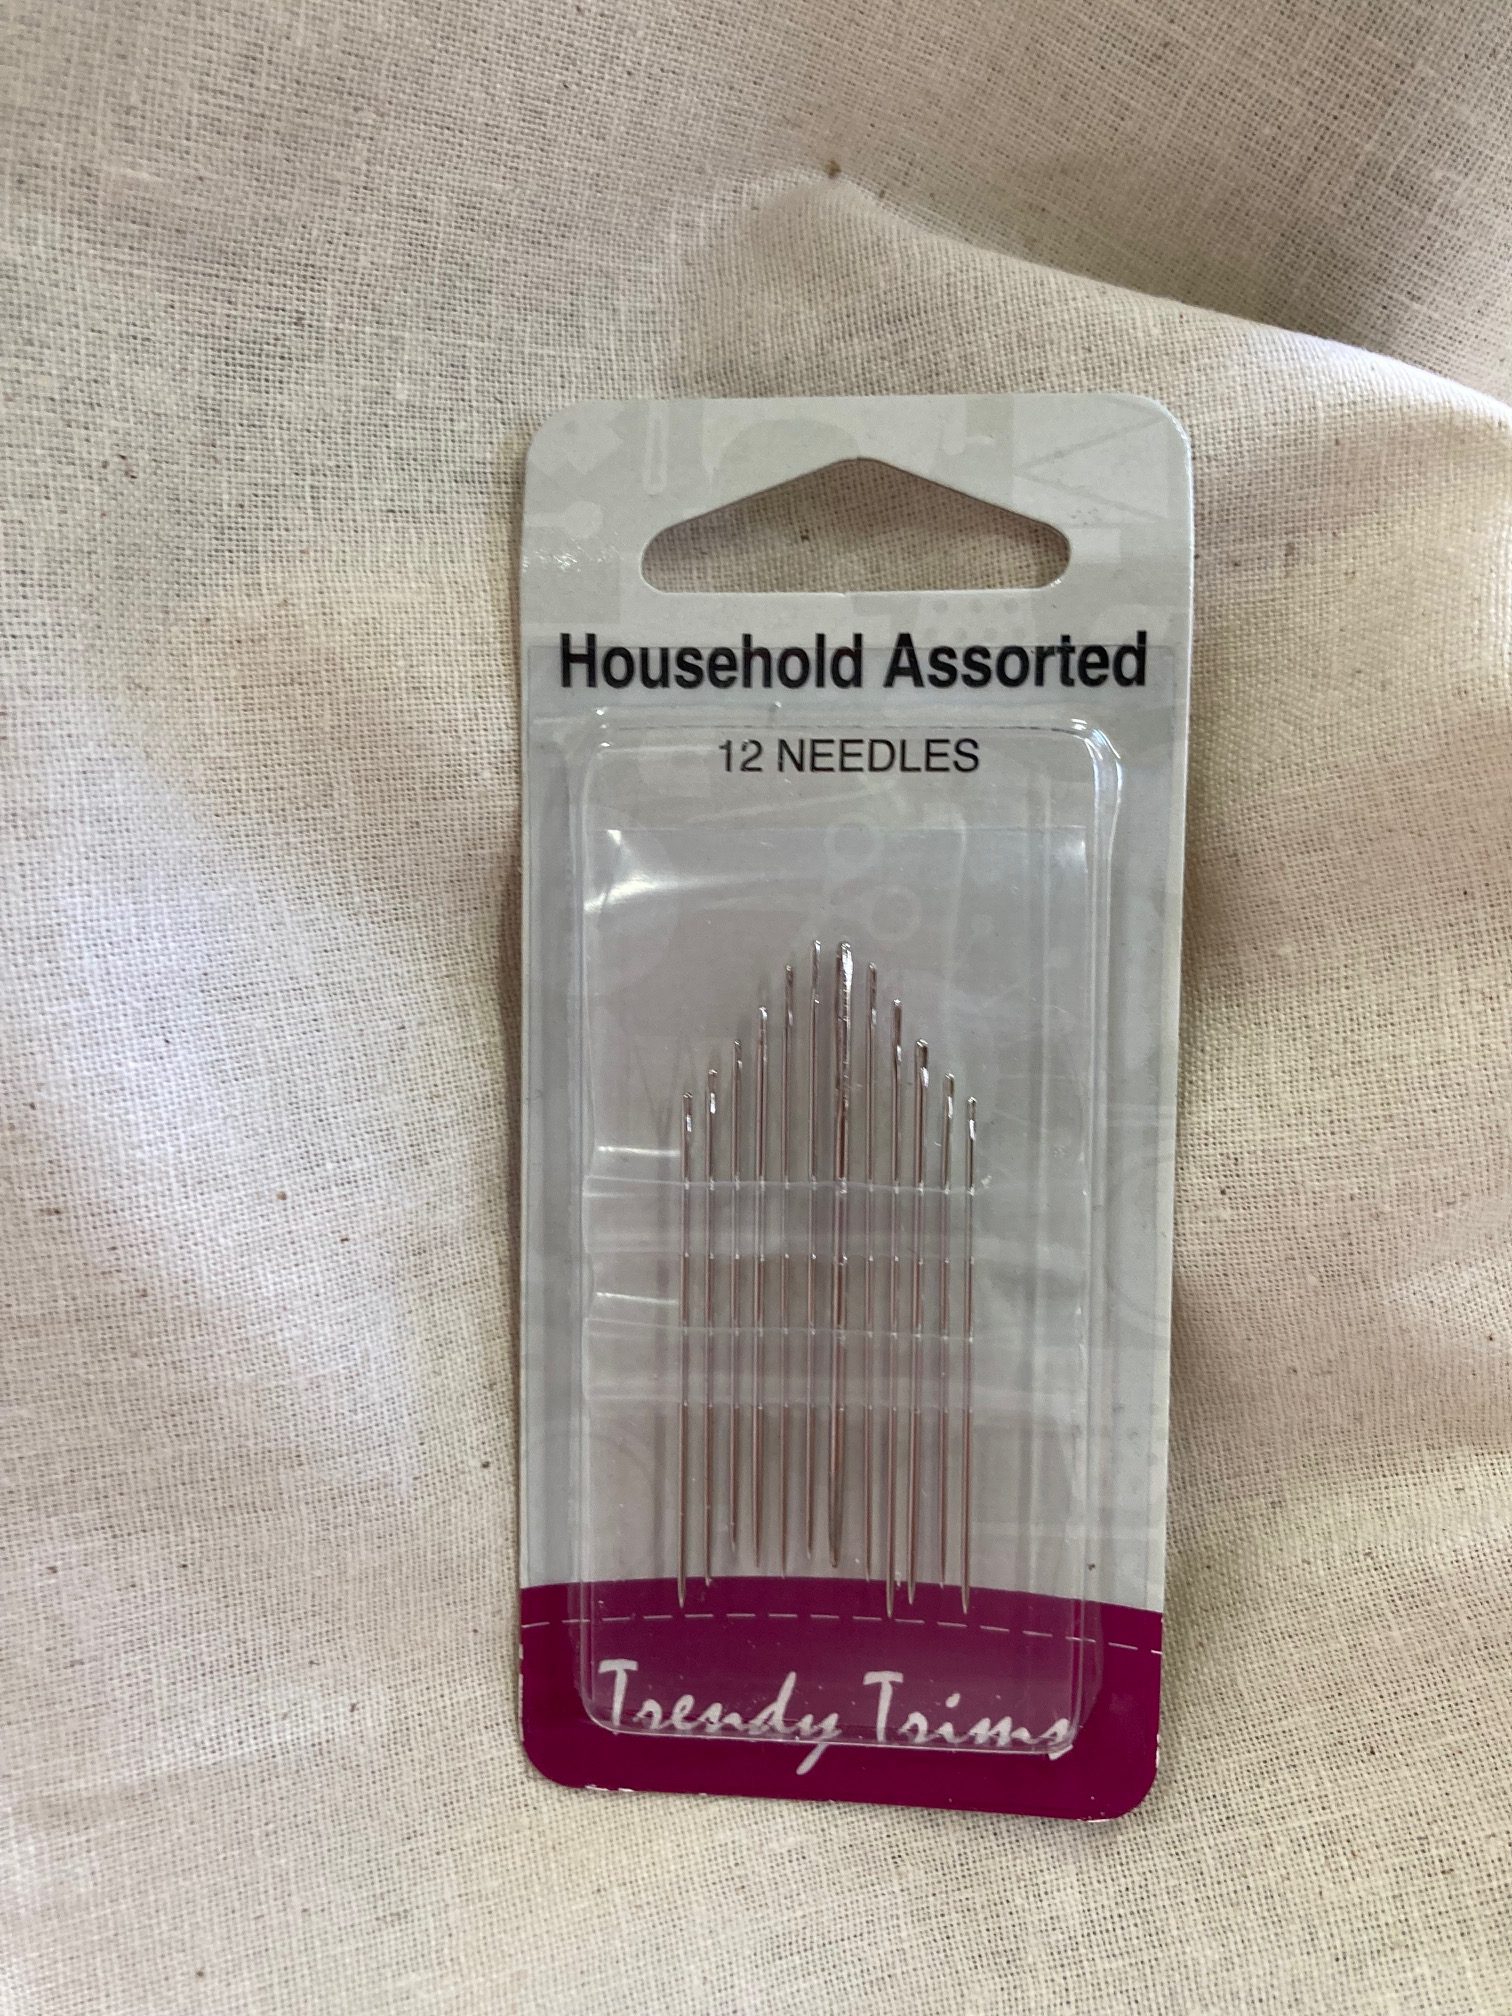 Household Assorted
12 NEEDLES
Trendy Trims